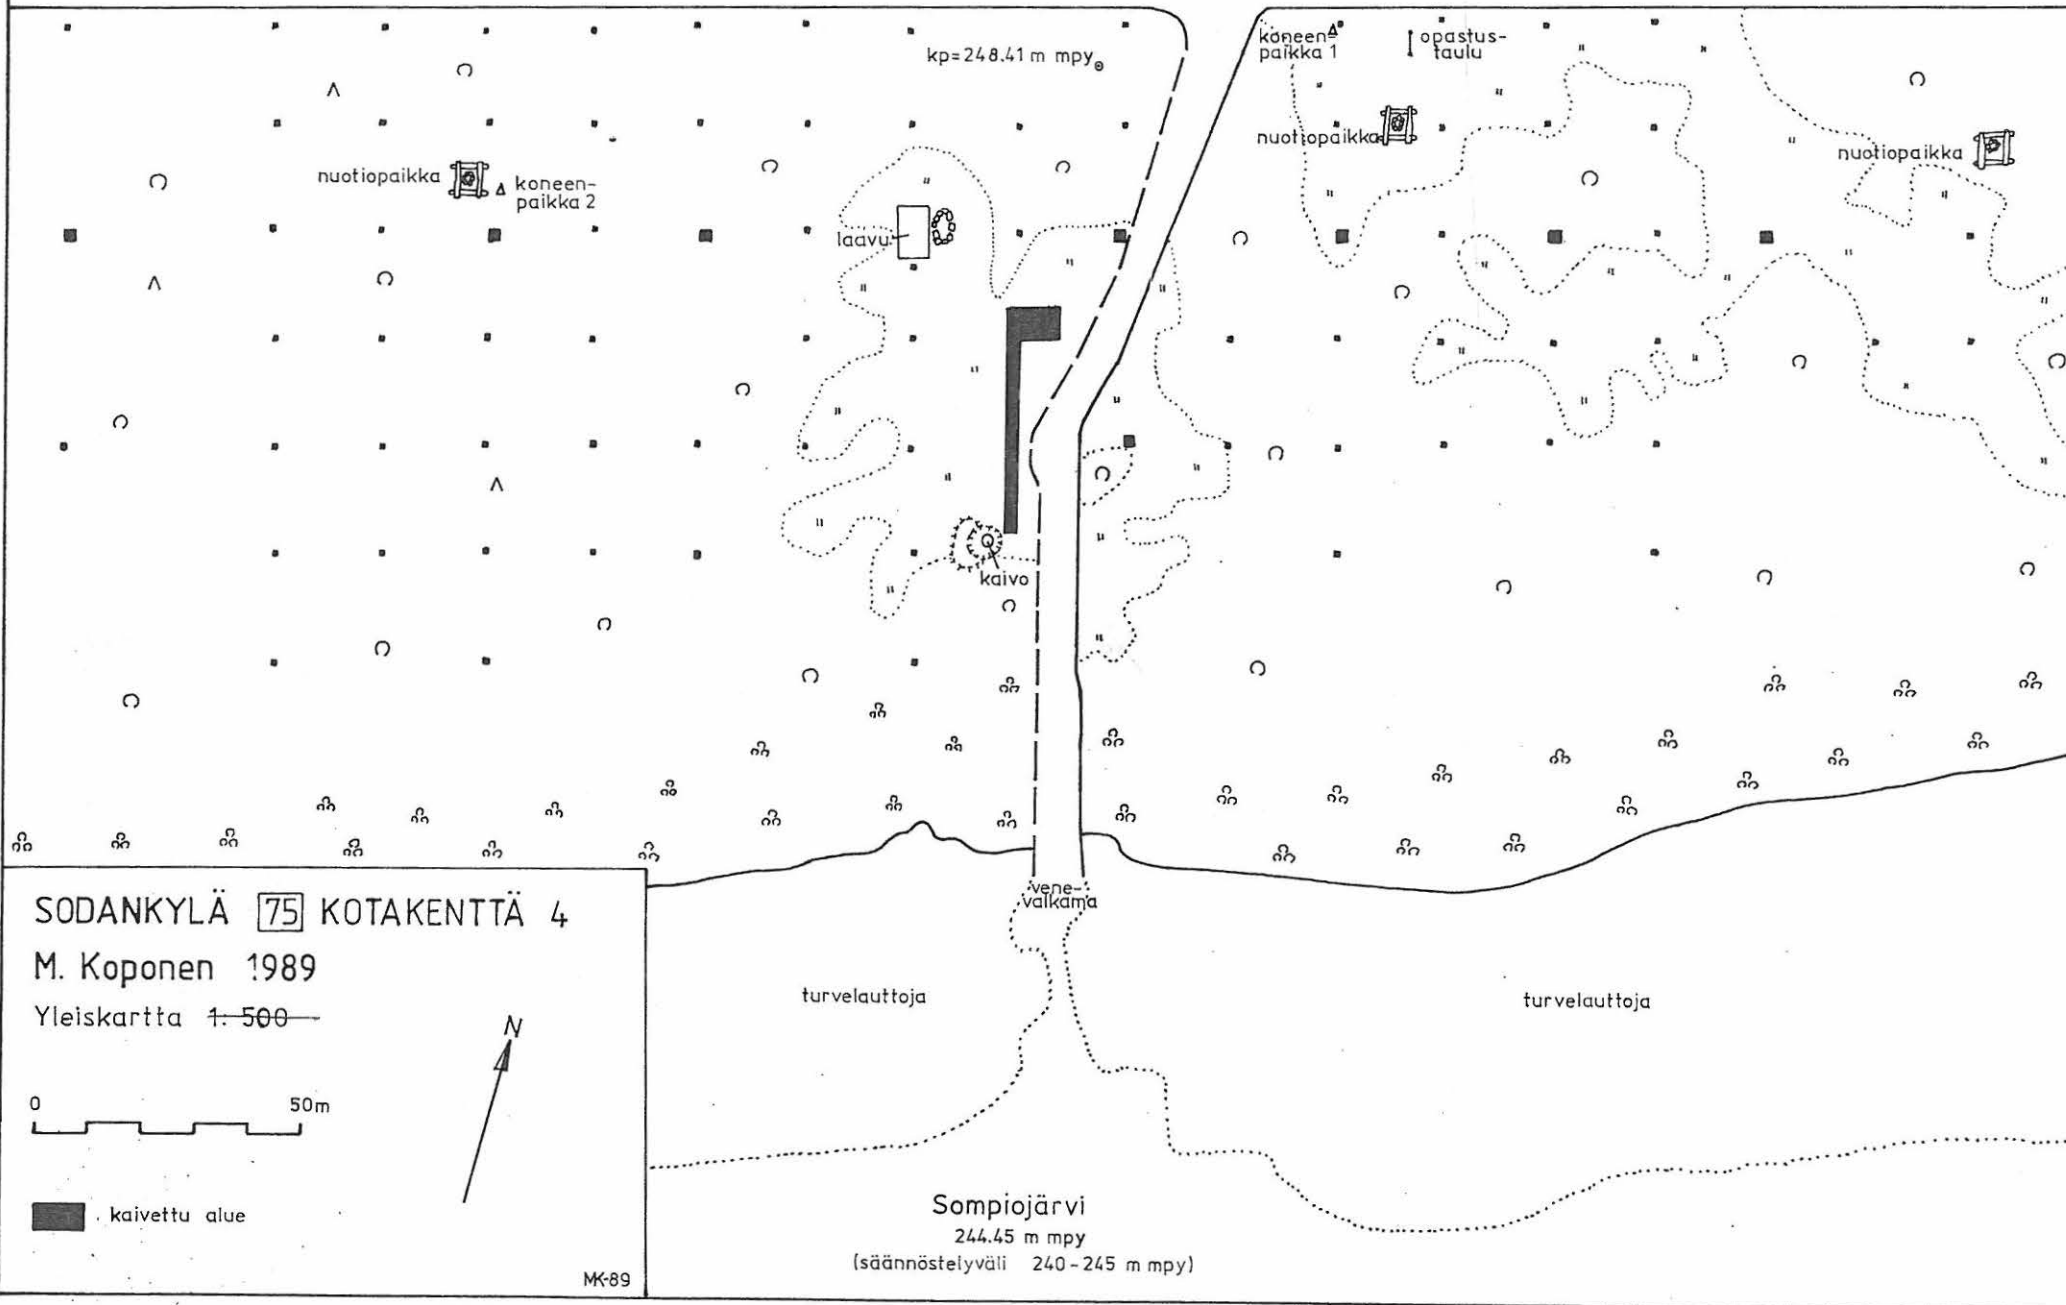 kp=248.41 m mpy
koneen-
paikka 1
opastus-
taulu
nuotiopaikka
nuotiopaikka
nuotiopaikka
koneen-
paikka 2
laavu
kaivo
vene-
valkama
turvelauttoja
turvelauttoja
Sompiojärvi
244.45 m mpy
(säännöstelyväli 240-245 m mpy)
SODANKYLÄ 75 KOTAKENTTÄ 4
M. Koponen 1989
Yleiskartta 1:500
N
0 50m
kaivettu alue
MK-89